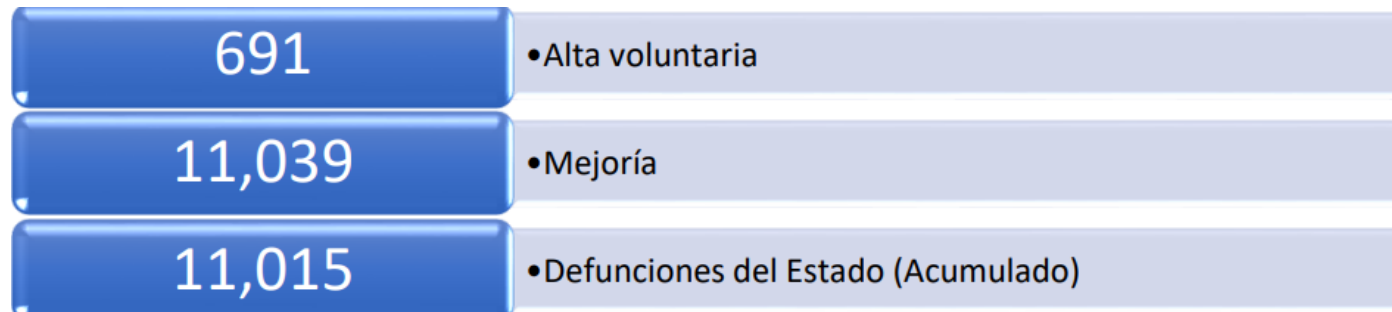 691 •Alta voluntaria
11,039 •Mejoría
11,015 •Defunciones del Estado (Acumulado)